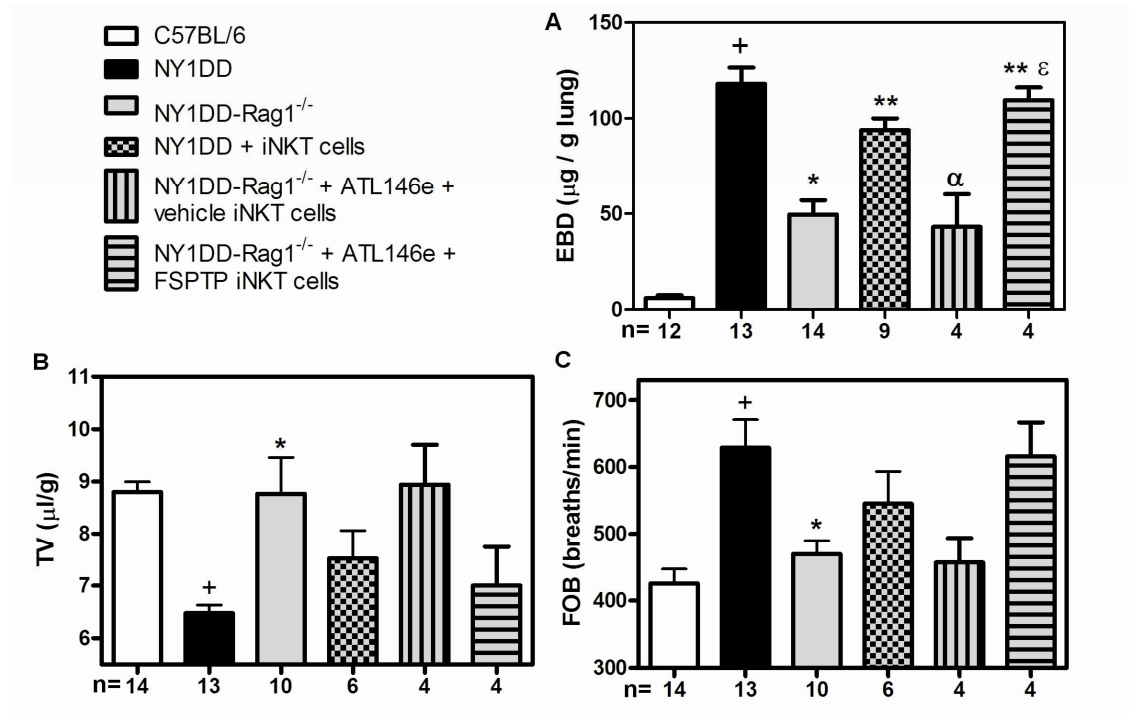 C57BL/6
NY1DD
NY1DD-Rag1-/-
NY1DD + iNKT cells
NY1DD-Rag1-/- + ATL146e +
vehicle iNKT cells
NY1DD-Rag1-/- + ATL146e +
FSPTP iNKT cells
A
EBD (μg / g lung)
150
100
50
0
+
*
**
α
** ε
n= 12 13 14 9 4 4
B
TV (μl/g)
11
10
9
8
7
6
+
*
n= 14 13 10 6 4 4
C
FOB (breaths/min)
700
600
500
400
300
+
*
n= 14 13 10 6 4 4